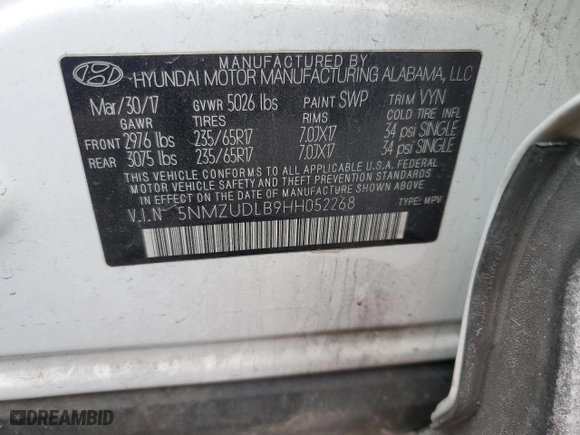 MANUFACTURED BY
HYUNDAI MOTOR MANUFACTURING ALABAMA, LLC
Mar/30/17 GVWR 5026 lbs PAINT SWP TRIM VYN
GAWR TIRES RIMS COLD TIRE INFL
FRONT 2976 lbs 235/65R17 7.0JX17 34 psi SINGLE
REAR 3075 lbs 235/65R17 7.0JX17 34 psi SINGLE
THIS VEHICLE CONFORMS TO ALL APPLICABLE U.S.A. FEDERAL
MOTOR VEHICLE SAFETY AND THEFT PREVENTION STANDARDS
IN EFFECT ON THE DATE OF MANUFACTURE SHOWN ABOVE
V.I.N 5NMZUDLB9HH052268
TYPE: MPV
DREAMBID